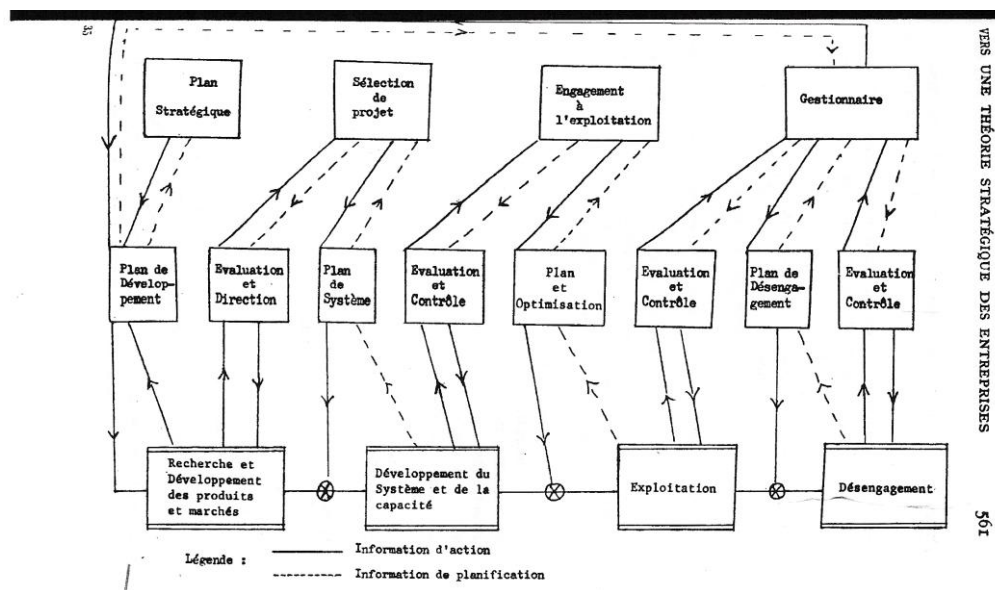 35
VERS UNE THÉORIE STRATÉGIQUE DES ENTREPRISES
561
Plan
Stratégique
Sélection
de
projet
Engagement
à
l'exploitation
Gestionnaire
Plan de
Dévelop-
pement
Evaluation
et
Direction
Plan
de
Système
Evaluation
et
Contrôle
Plan
et
Optimisation
Evaluation
et
Contrôle
Plan de
Désenga-
gement
Evaluation
et
Contrôle
Recherche et
Développement
des produits
et marchés
Développement du
Système et de la
capacité
Exploitation
Désengagement
Légende :
Information d'action
Information de planification